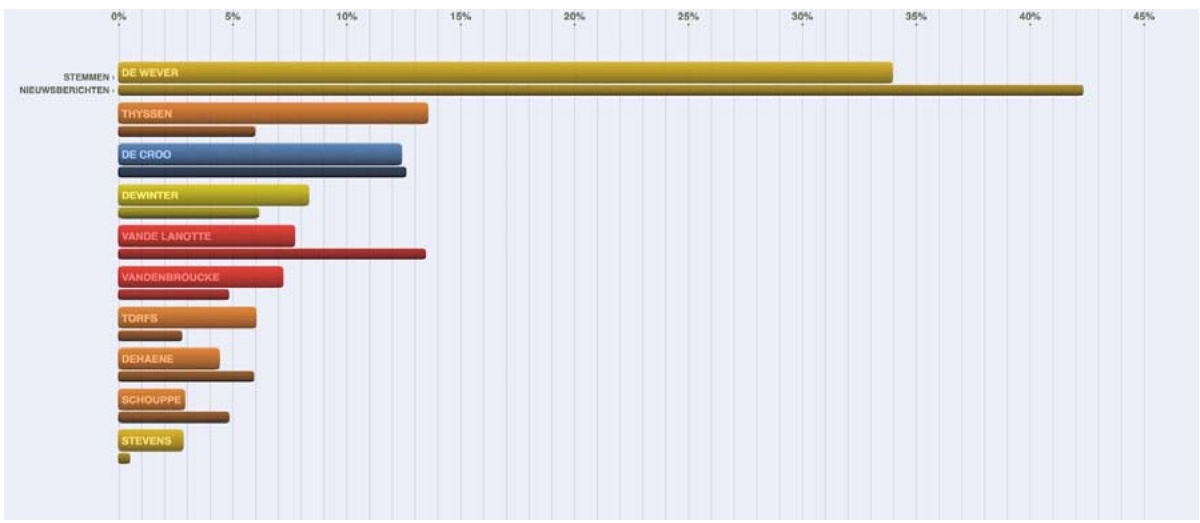 0% 5% 10% 15% 20% 25% 30% 35% 40% 45%
DE WEVER
STEMMEN
NIEUWSBERICHTEN
THYSSEN
DE CROO
DEWINTER
VANDE LANOTTE
VANDENBROUCKE
TORFS
DEHAENE
SCHOUPPE
STEVENS